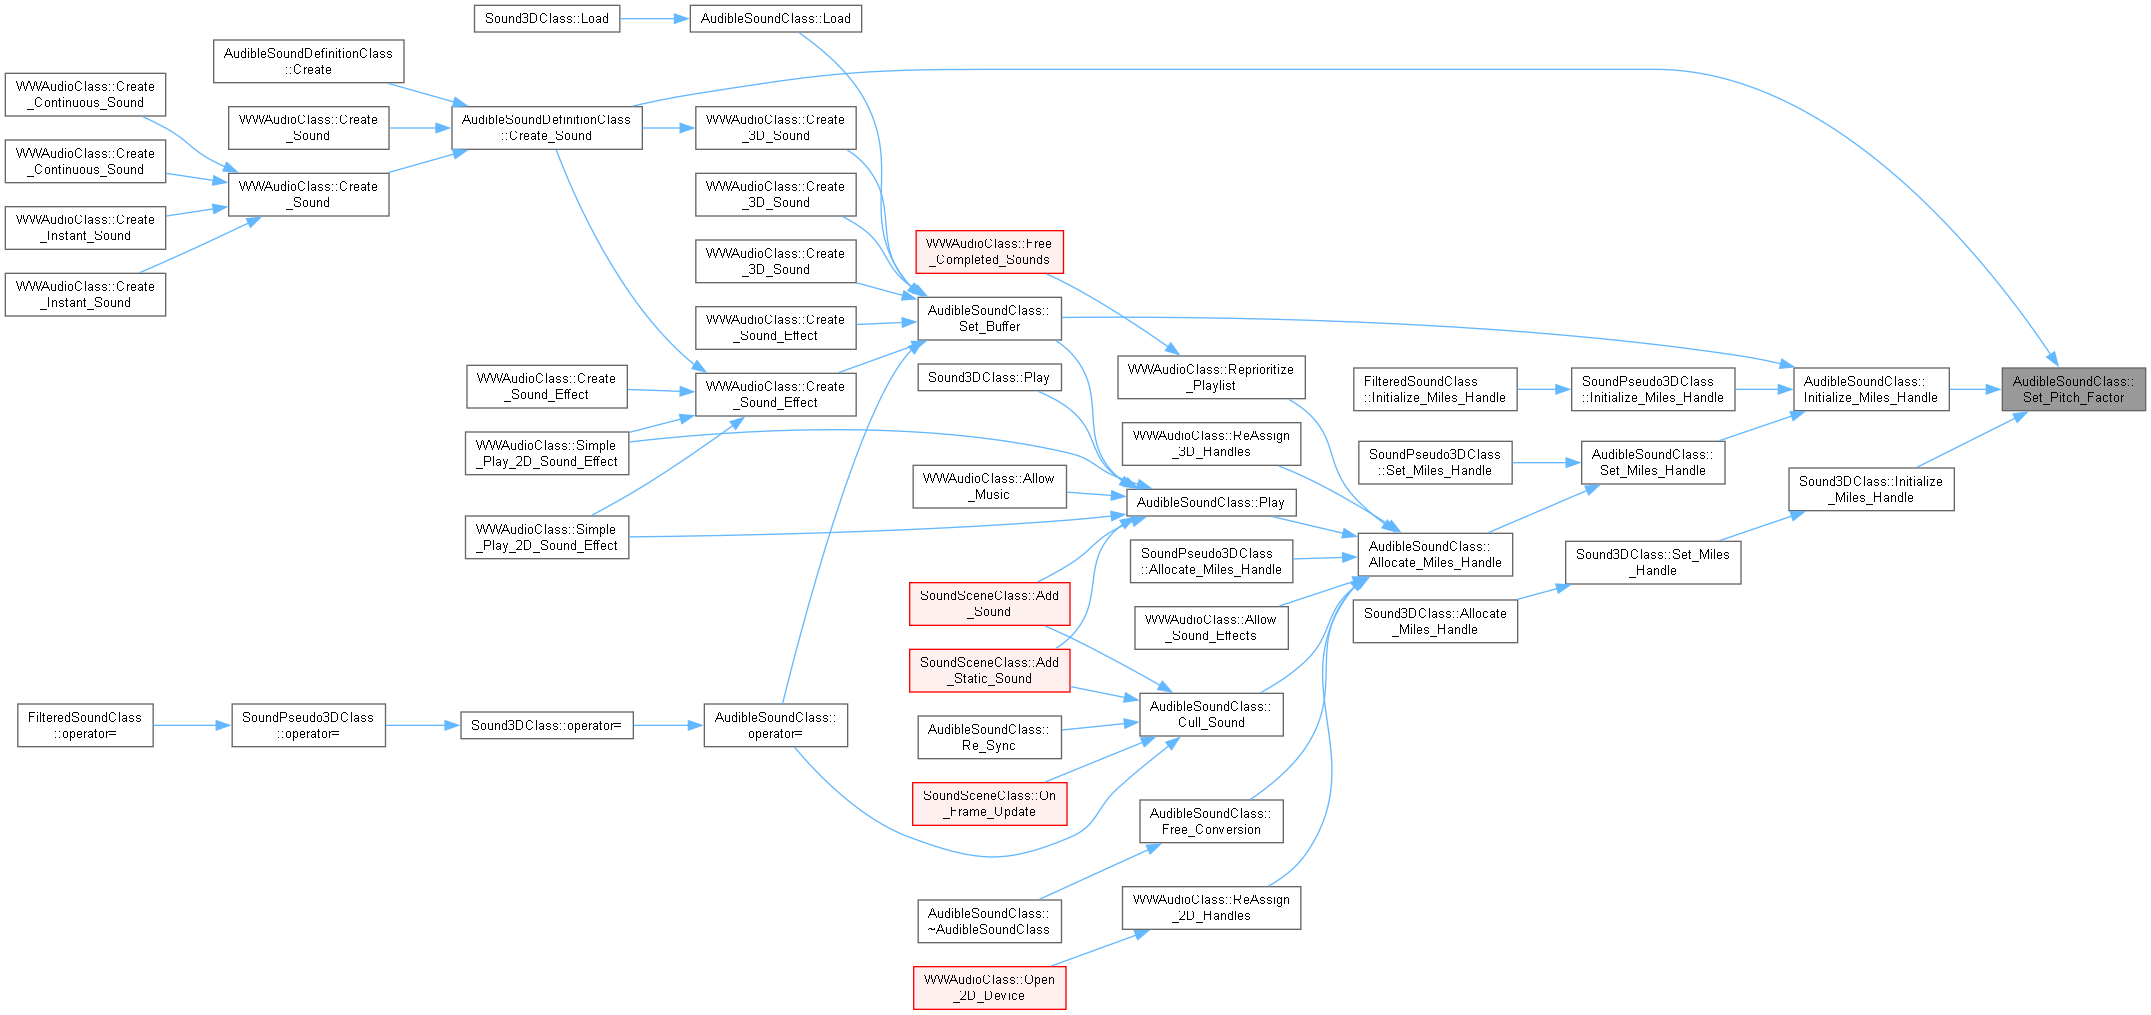 Sound3DClass::Load
AudibleSoundClass::Load
AudibleSoundDefinitionClass
::Create
WWAudioClass::Create
_Continuous_Sound
WWAudioClass::Create
_Sound
AudibleSoundDefinitionClass
::Create_Sound
WWAudioClass::Create
_3D_Sound
WWAudioClass::Create
_Continuous_Sound
WWAudioClass::Create
_Sound
WWAudioClass::Create
_3D_Sound
WWAudioClass::Create
_Instant_Sound
WWAudioClass::Create
_3D_Sound
WWAudioClass::Free
_Completed_Sounds
WWAudioClass::Create
_Instant_Sound
WWAudioClass::Create
_Sound_Effect
AudibleSoundClass::
Set_Buffer
WWAudioClass::Create
_Sound_Effect
WWAudioClass::Create
_Sound_Effect
Sound3DClass::Play
WWAudioClass::Reprioritize
_Playlist
FilteredSoundClass
::Initialize_Miles_Handle
SoundPseudo3DClass
::Initialize_Miles_Handle
AudibleSoundClass::
Initialize_Miles_Handle
AudibleSoundClass::
Set_Pitch_Factor
WWAudioClass::Simple
_Play_2D_Sound_Effect
WWAudioClass::ReAssign
_3D_Handles
SoundPseudo3DClass
::Set_Miles_Handle
AudibleSoundClass::
Set_Miles_Handle
WWAudioClass::Allow
_Music
AudibleSoundClass::Play
Sound3DClass::Initialize
_Miles_Handle
WWAudioClass::Simple
_Play_2D_Sound_Effect
SoundPseudo3DClass
::Allocate_Miles_Handle
AudibleSoundClass::
Allocate_Miles_Handle
Sound3DClass::Set_Miles
_Handle
SoundSceneClass::Add
_Sound
WWAudioClass::Allow
_Sound_Effects
Sound3DClass::Allocate
_Miles_Handle
SoundSceneClass::Add
_Static_Sound
FilteredSoundClass
::operator=
SoundPseudo3DClass
::operator=
Sound3DClass::operator=
AudibleSoundClass::
operator=
AudibleSoundClass::
Re_Sync
AudibleSoundClass::
Cull_Sound
SoundSceneClass::On
_Frame_Update
AudibleSoundClass::
Free_Conversion
AudibleSoundClass::
~AudibleSoundClass
WWAudioClass::ReAssign
_2D_Handles
WWAudioClass::Open
_2D_Device